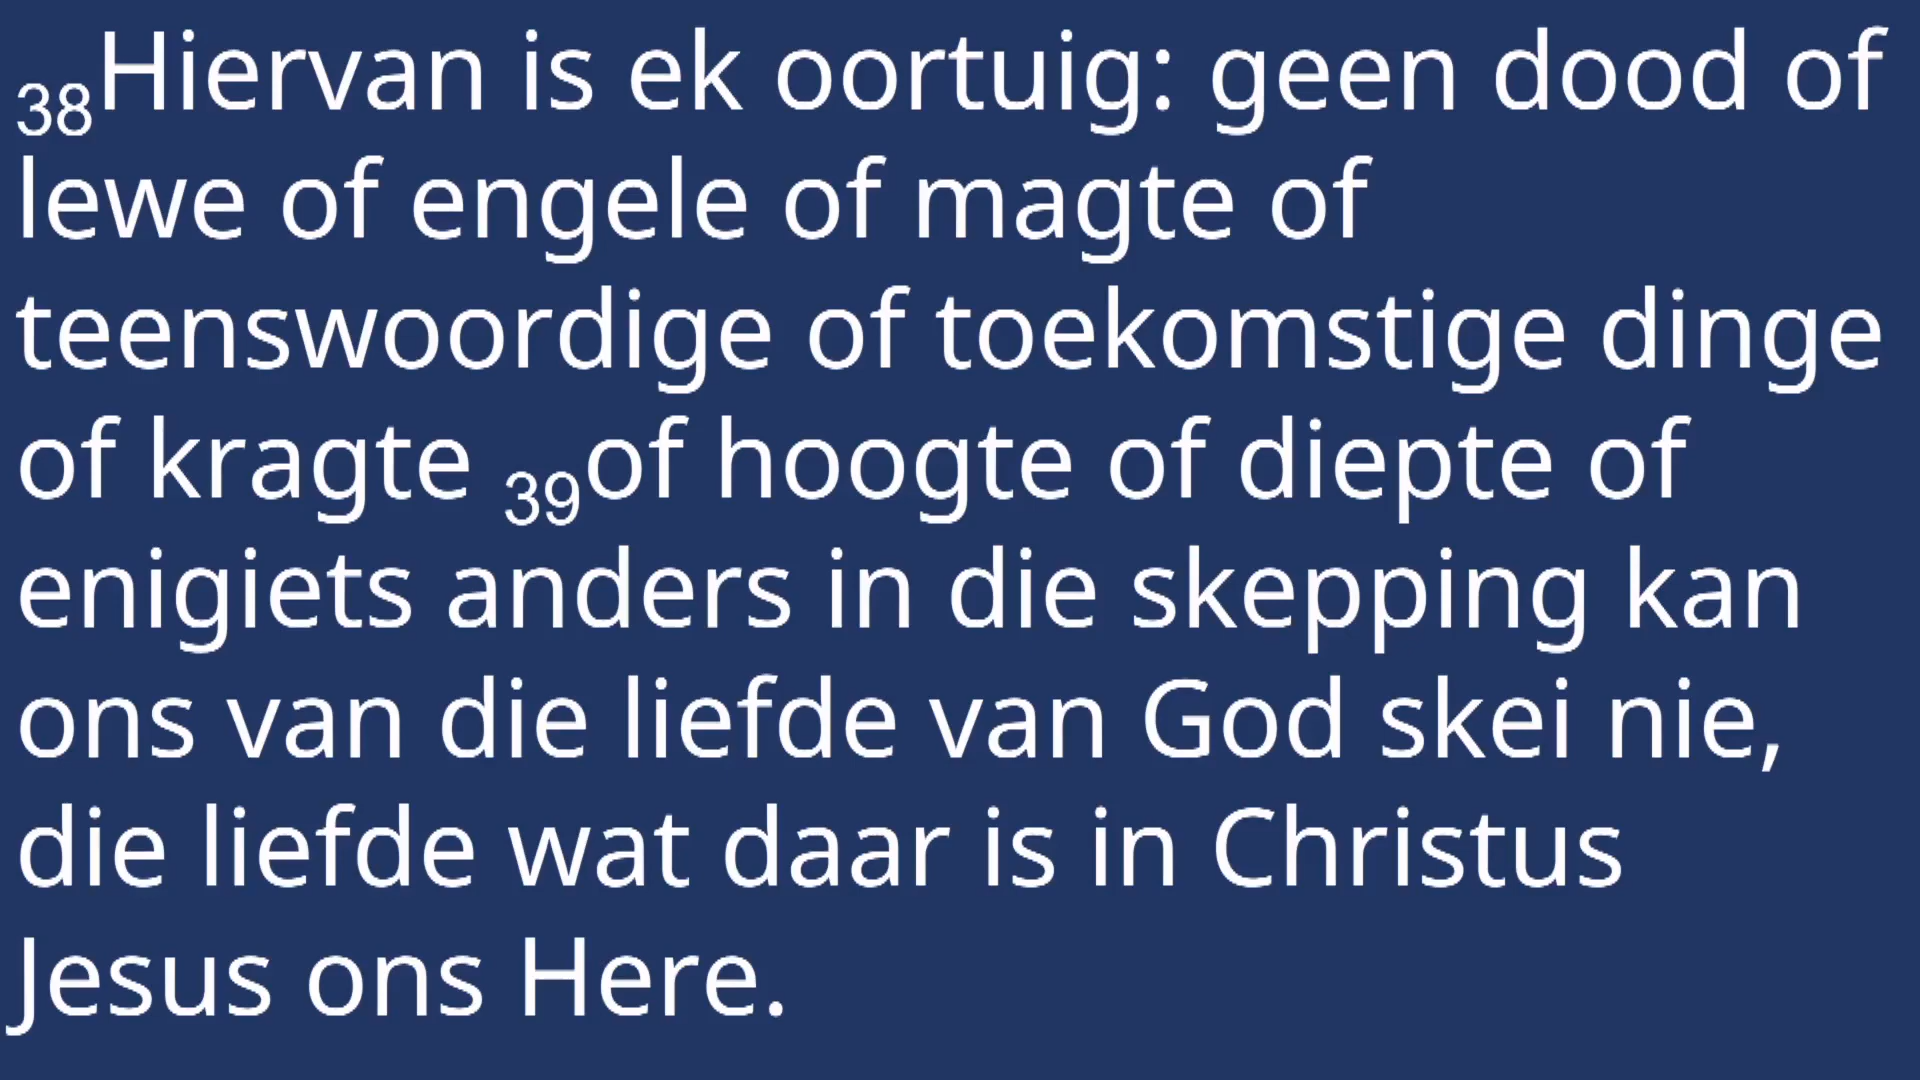 38Hiervan is ek oortuig: geen dood of
lewe of engele of magte of
teenswoordige of toekomstige dinge
of kragte 39of hoogte of diepte of
enigiets anders in die skepping kan
ons van die liefde van God skei nie,
die liefde wat daar is in Christus
Jesus ons Here.